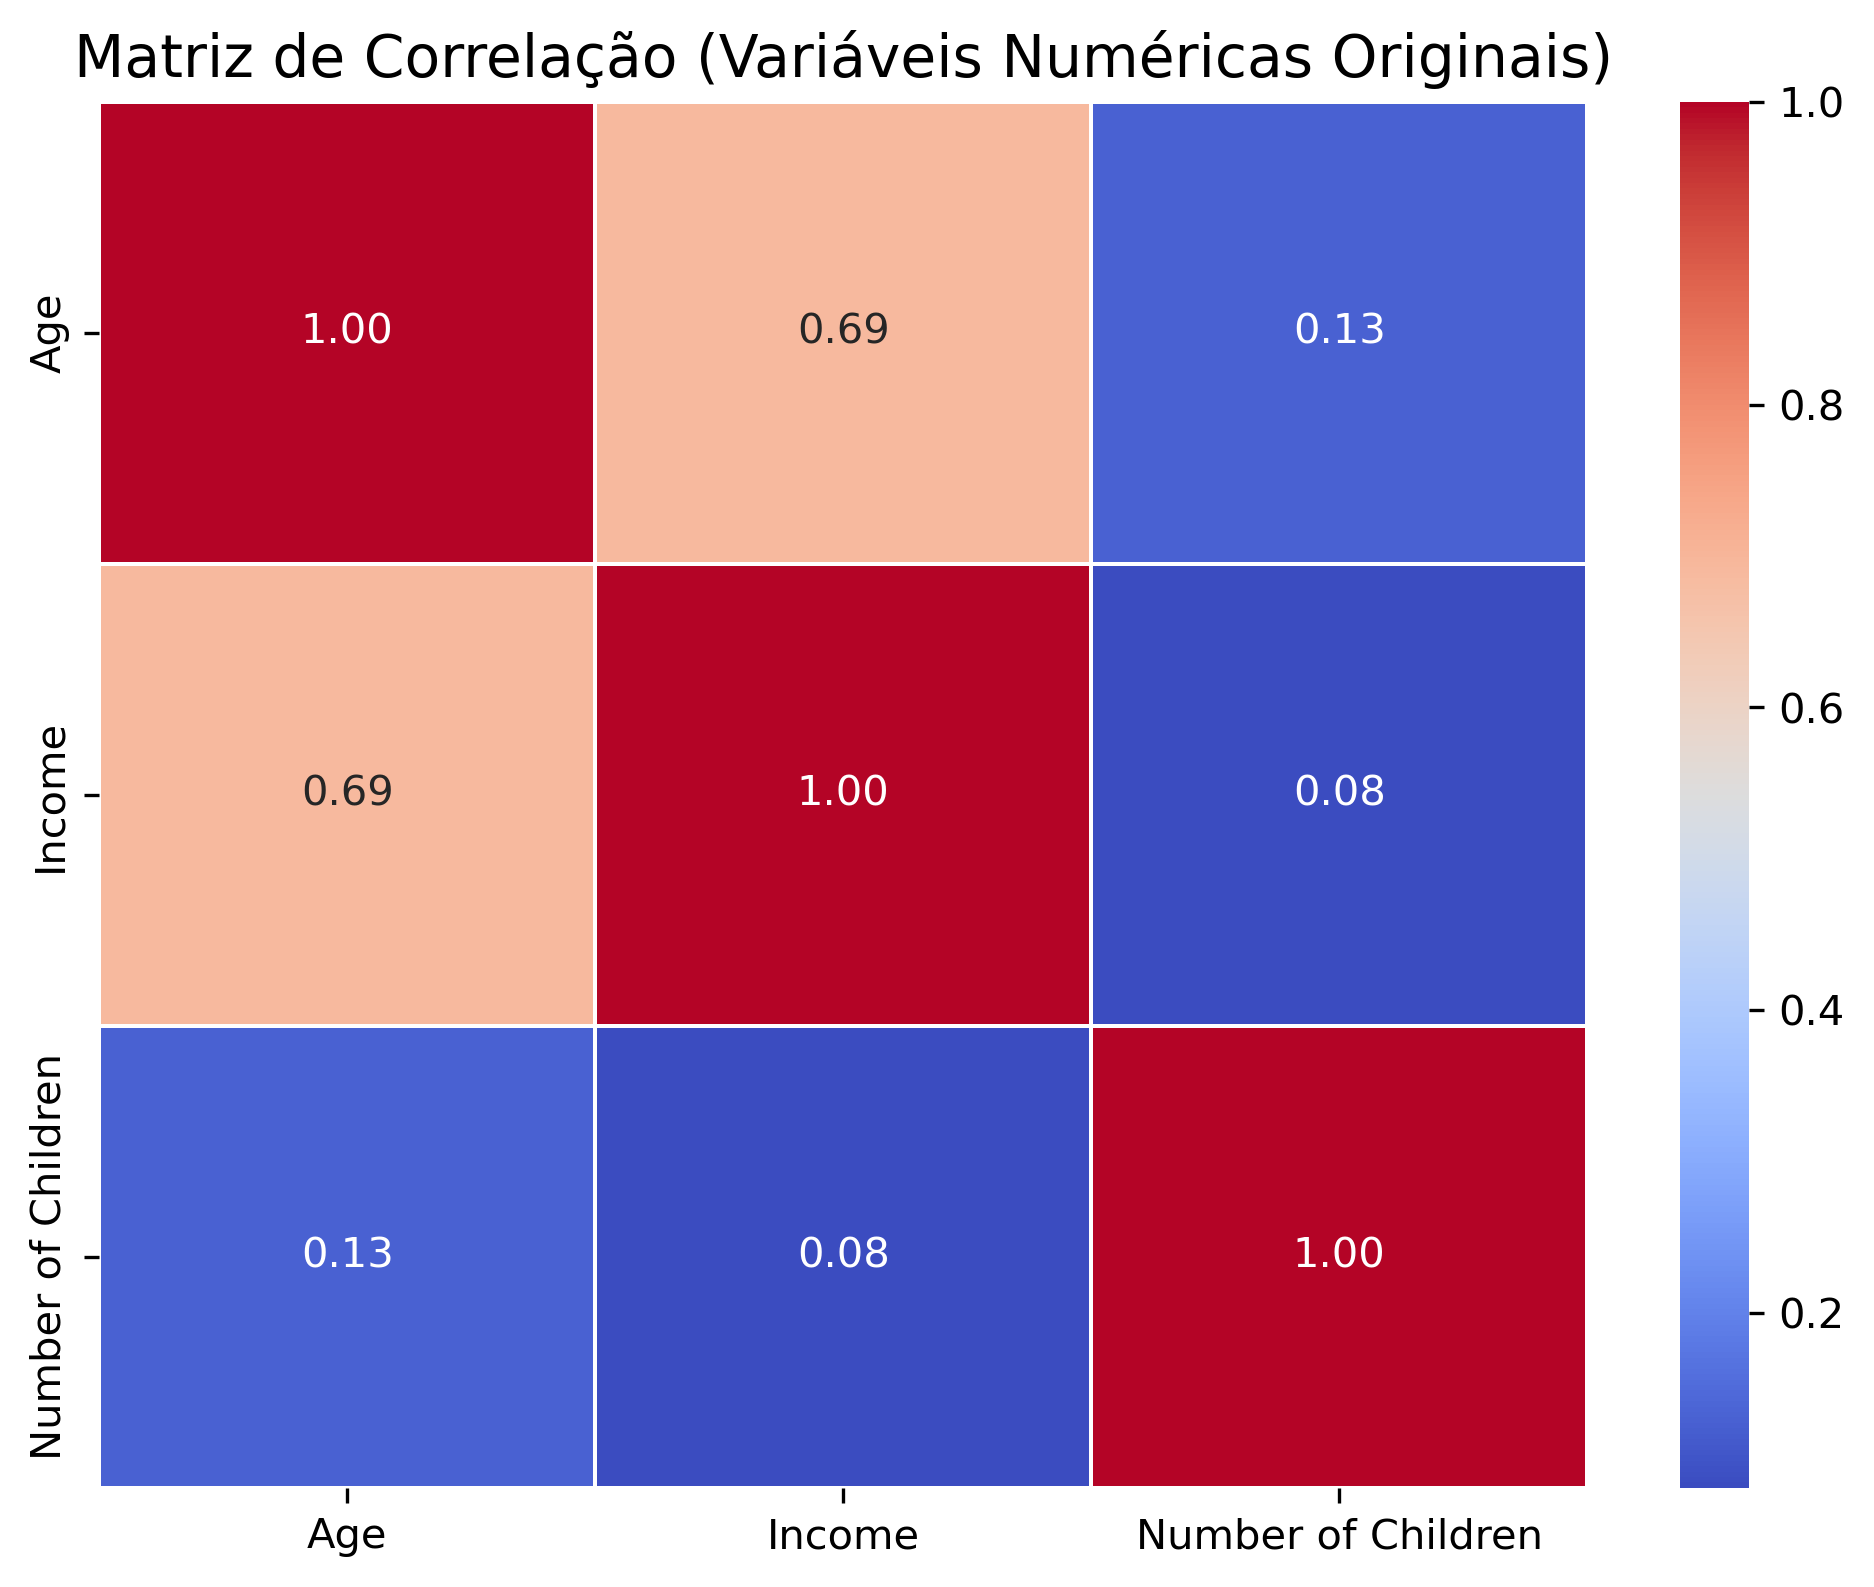 Matriz de Correlação (Variáveis Numéricas Originais)
Age
1.00
0.69
0.13
Income
0.69
1.00
0.08
Number of Children
0.13
0.08
1.00
Age
Income
Number of Children
1.0
0.8
0.6
0.4
0.2